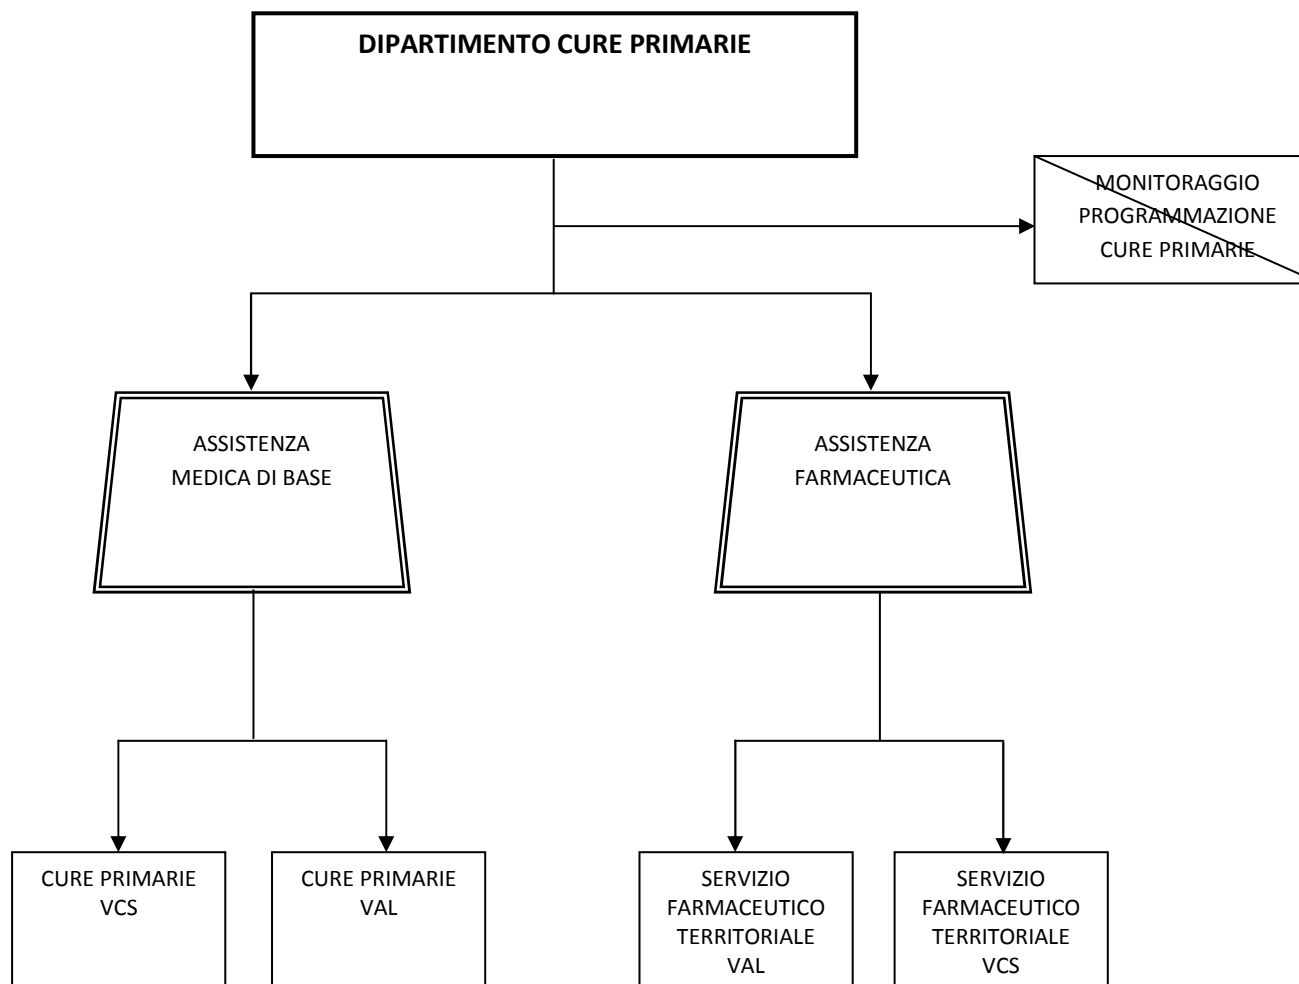 DIPARTIMENTO CURE PRIMARIE
MONITORAGGIO
PROGRAMMAZIONE
CURE PRIMARIE
ASSISTENZA
MEDICA DI BASE
ASSISTENZA
FARMACEUTICA
CURE PRIMARIE
VCS
CURE PRIMARIE
VAL
SERVIZIO
FARMACEUTICO
TERRITORIALE
VAL
SERVIZIO
FARMACEUTICO
TERRITORIALE
VCS